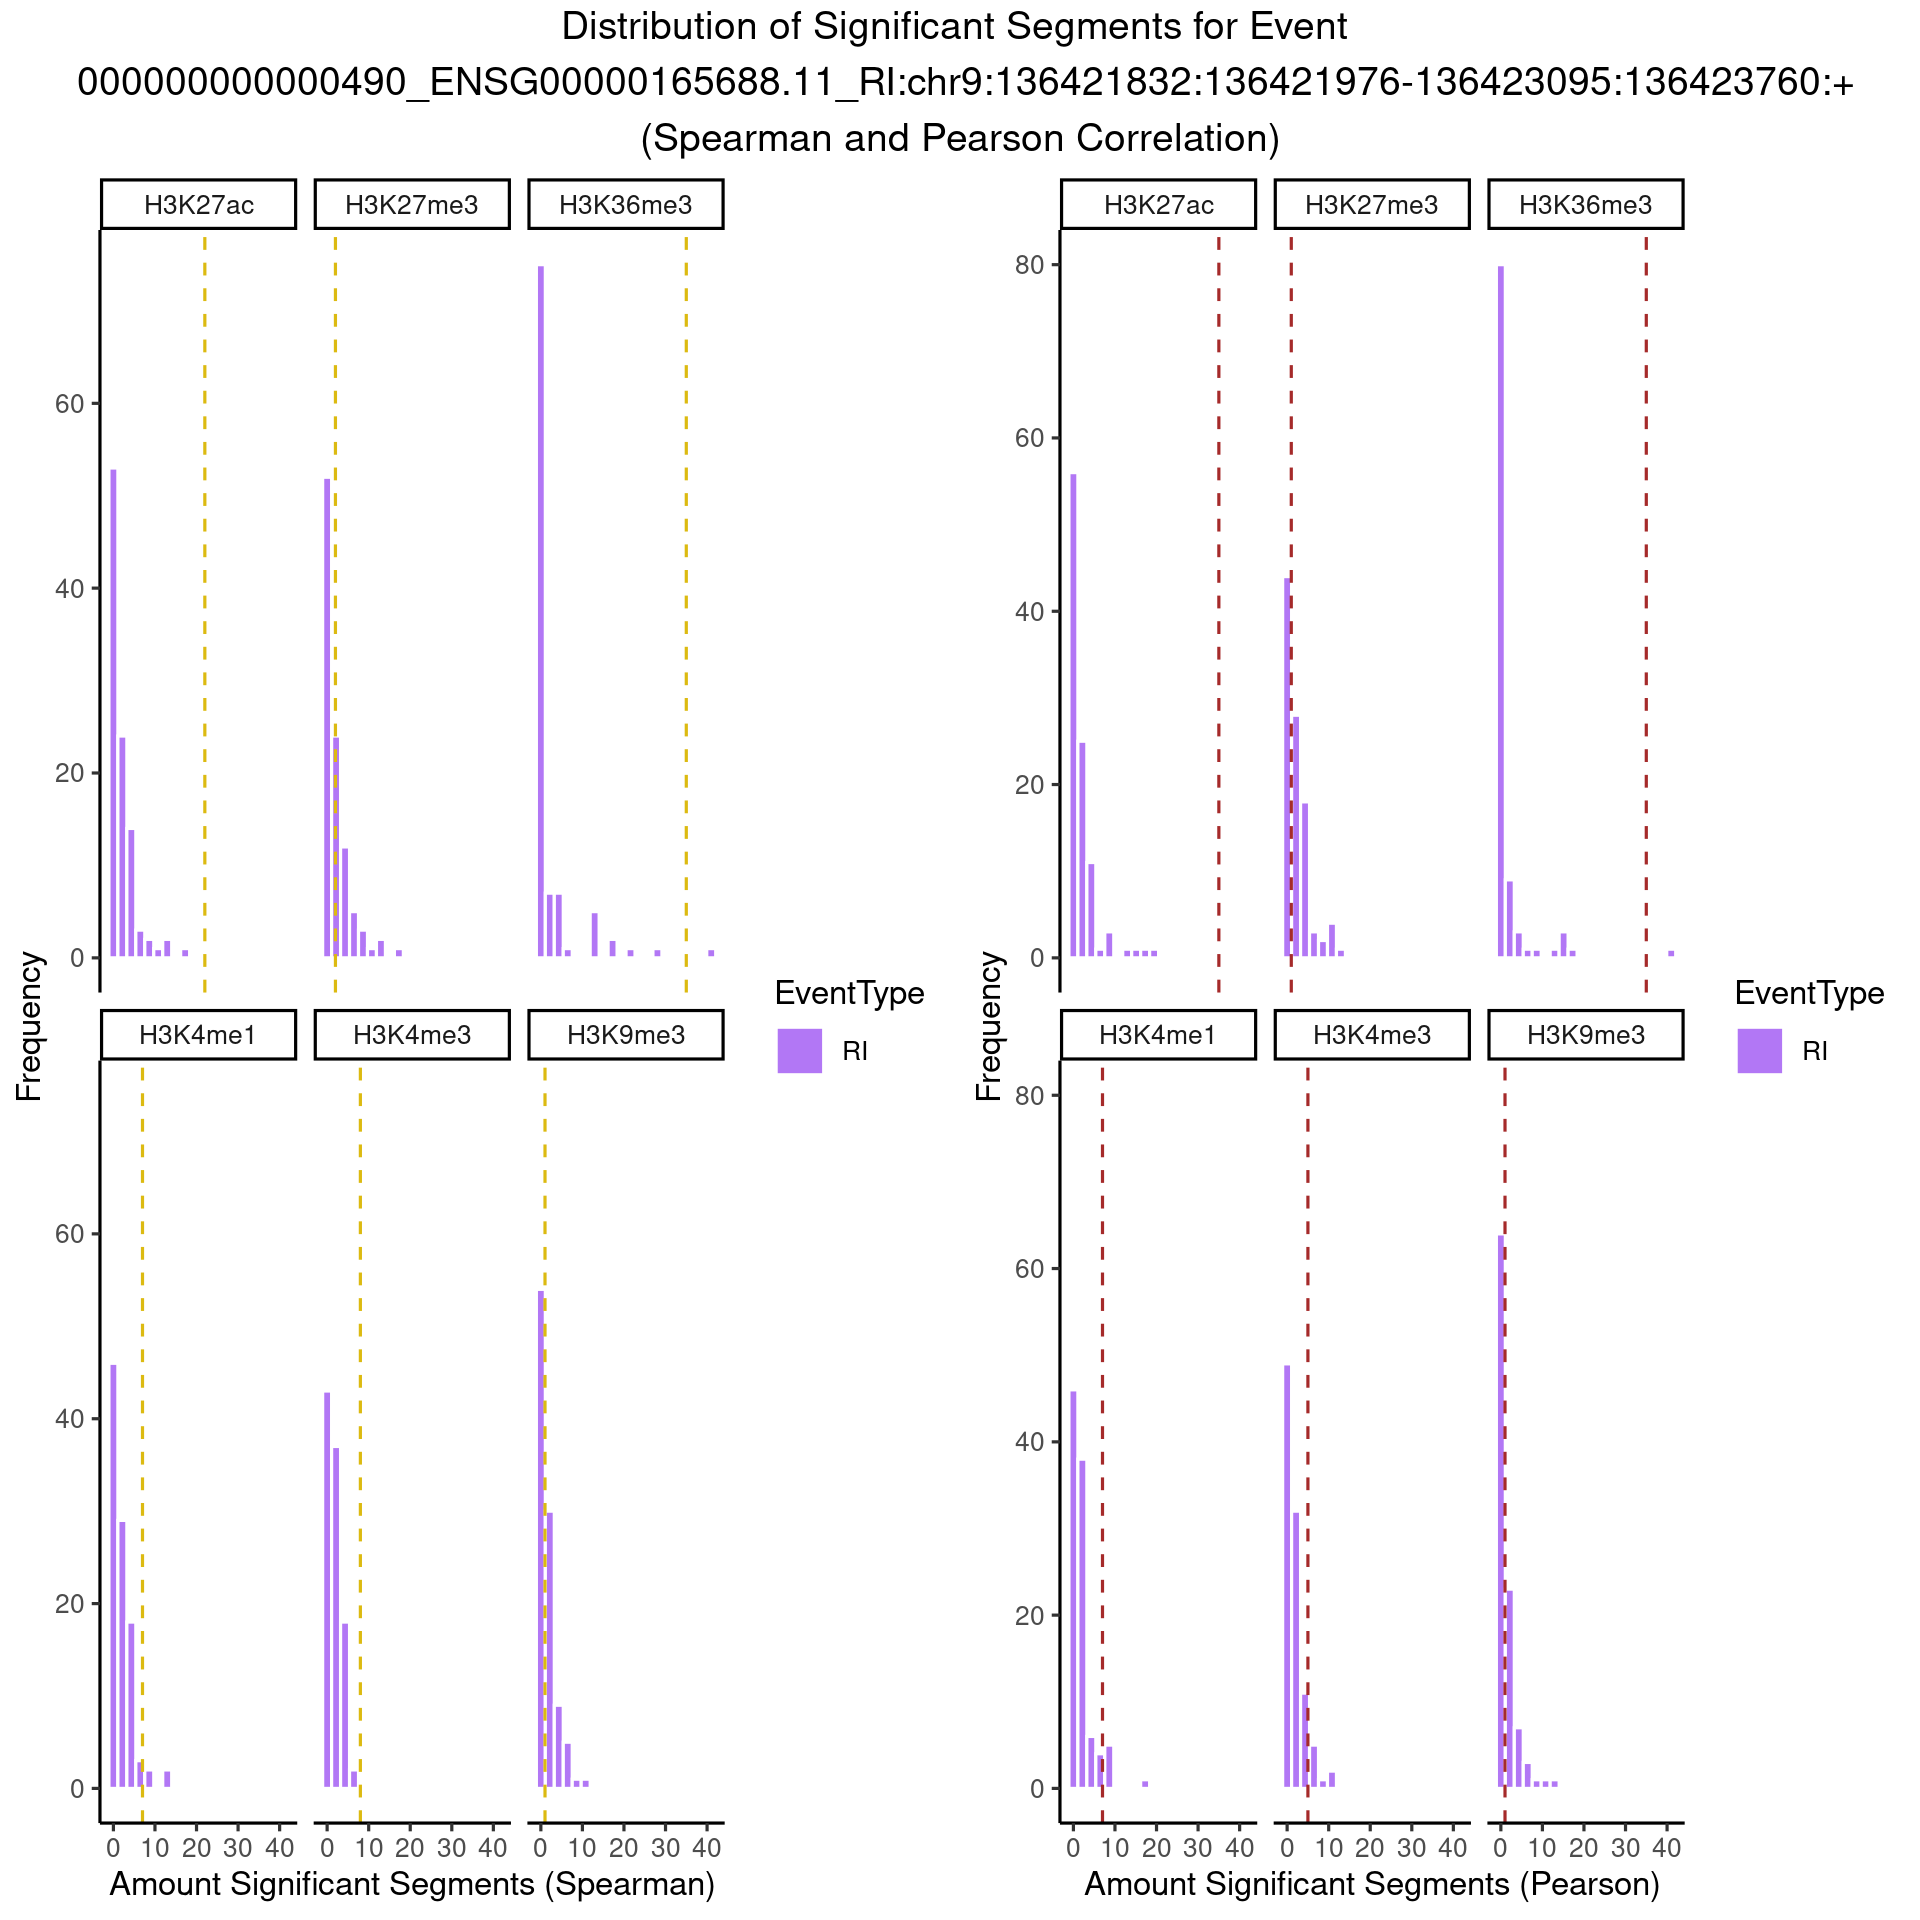 Distribution of Significant Segments for Event
000000000000490_ENSG00000165688.11_RI:chr9:136421832:136421976-136423095:136423760:+
(Spearman and Pearson Correlation)
H3K27ac H3K27me3 H3K36me3
60
40
20
0
H3K4me1 H3K4me3 H3K9me3
60
40
20
0
0 10 20 30 40 0 10 20 30 40 0 10 20 30 40
Frequency
Amount Significant Segments (Spearman)
EventType
RI
H3K27ac H3K27me3 H3K36me3
80
60
40
20
0
H3K4me1 H3K4me3 H3K9me3
80
60
40
20
0
0 10 20 30 40 0 10 20 30 40 0 10 20 30 40
Frequency
Amount Significant Segments (Pearson)
EventType
RI